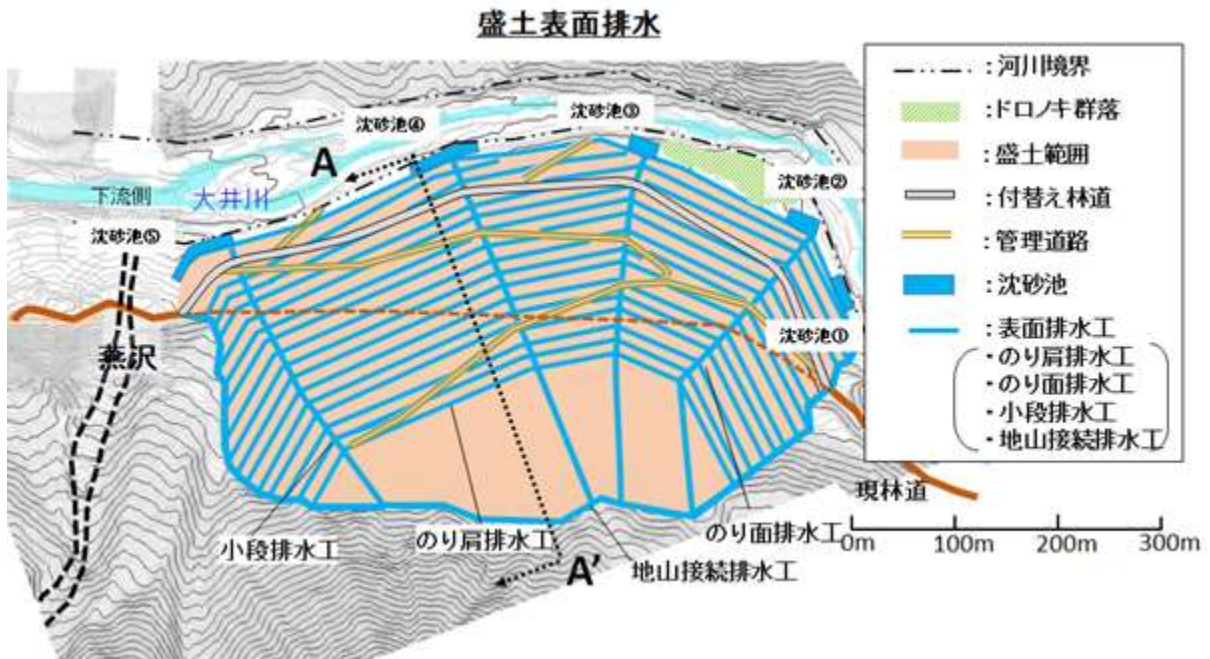 盛土表面排水
：河川境界
：ドロノキ群落
：盛土範囲
：付替え林道
：管理道路
：沈砂池
：表面排水工
・のり肩排水工
・のり面排水工
・小段排水工
・地山接続排水工
沈砂池④
沈砂池③
A
沈砂池②
下流側
大井川
沈砂池⑤
沈砂池①
燕沢
現林道
小段排水工
のり肩排水工
のり面排水工
地山接続排水工
A'
0m
100m
200m
300m